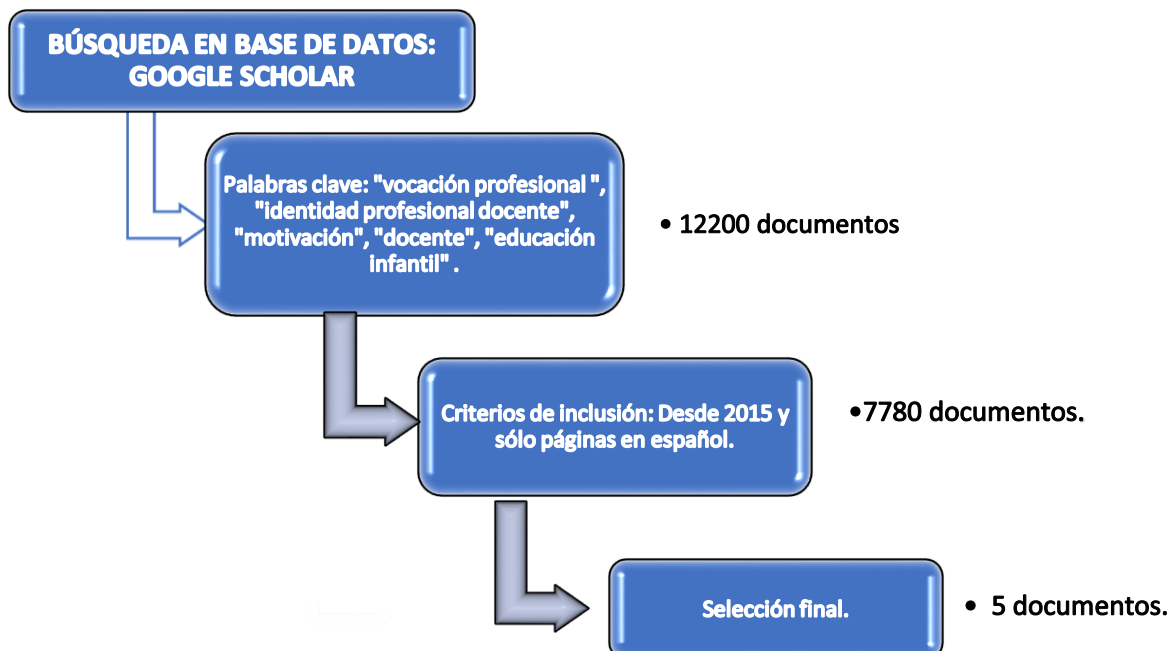 BÚSQUEDA EN BASE DE DATOS:
GOOGLE SCHOLAR
Palabras clave: "vocación profesional ",
"identidad profesional docente",
"motivación", "docente", "educación
infantil" .
• 12200 documentos
Criterios de inclusión: Desde 2015 y
sólo páginas en español.
•7780 documentos.
Selección final.
• 5 documentos.